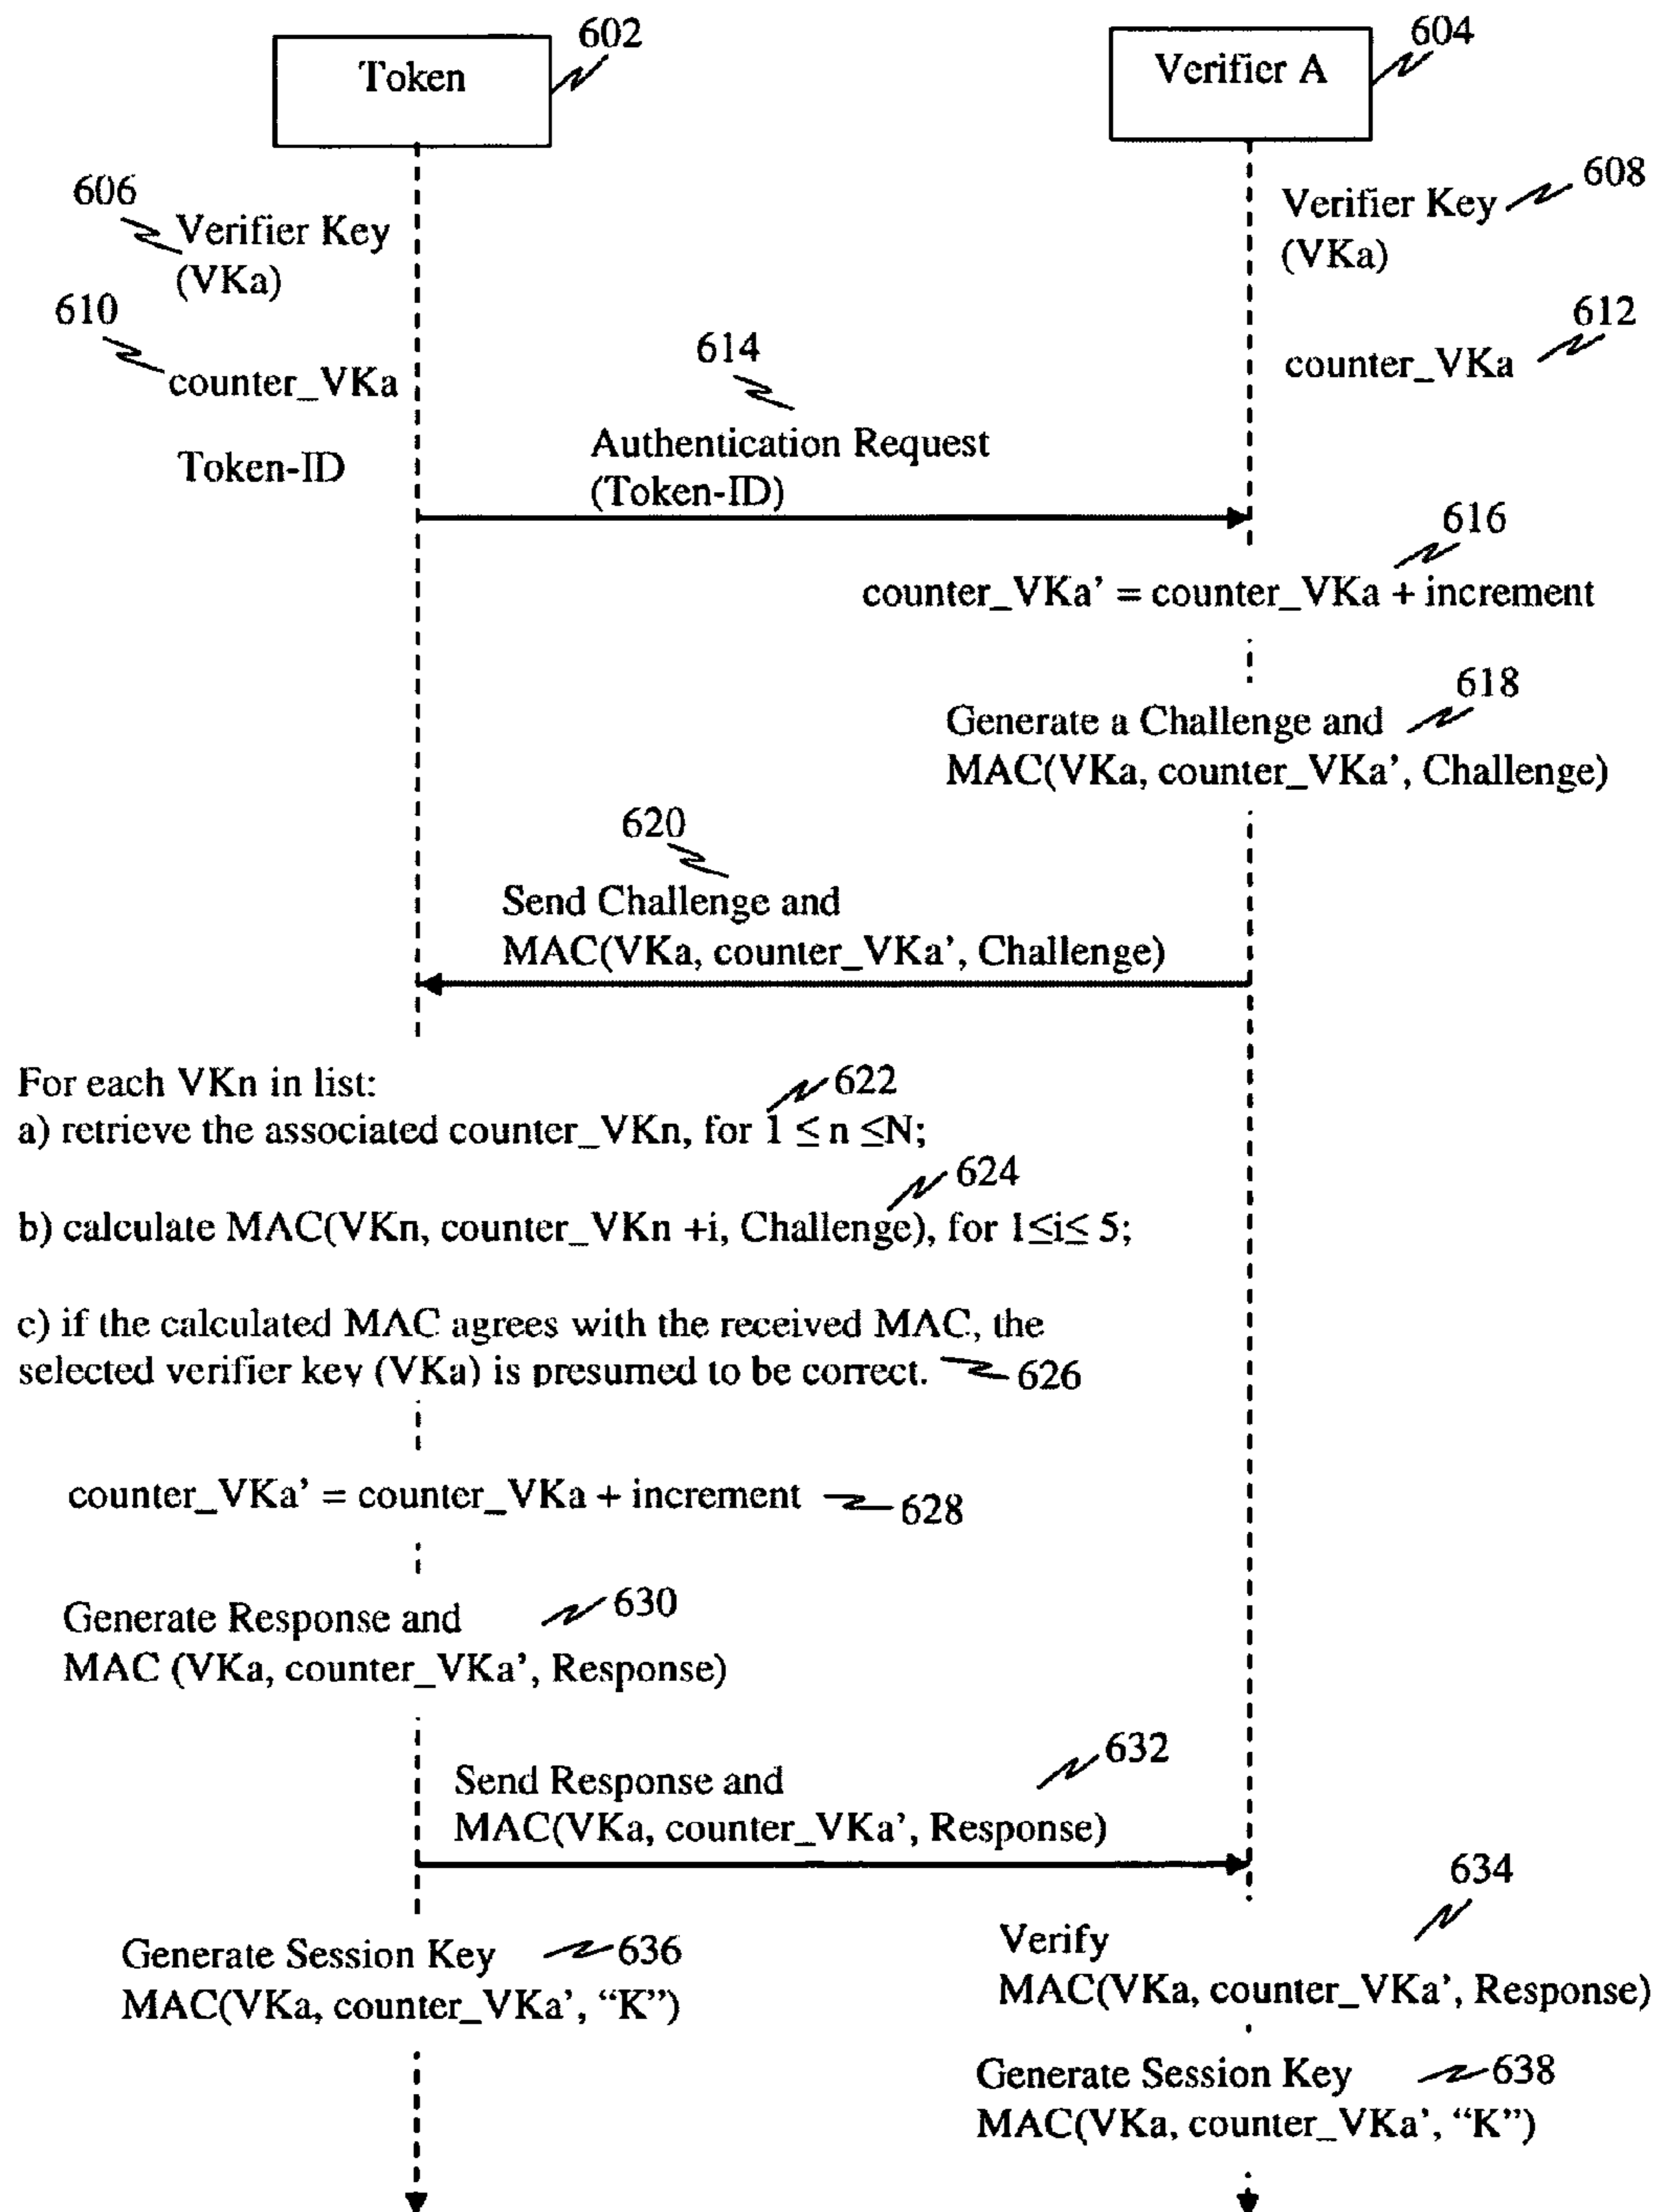 602
604
Token
Verifier A
606
608
Verifier Key
(VKa)
Verifier Key
(VKa)
610
612
614
counter_VKa
counter_VKa
Token-ID
Authentication Request
(Token-ID)
616
counter_VKa’ = counter_VKa + increment
618
Generate a Challenge and
MAC(VKa, counter_VKa’, Challenge)
620
Send Challenge and
MAC(VKa, counter_VKa’, Challenge)
For each VKn in list:
622
a) retrieve the associated counter_VKn, for 1 ≤ n ≤N;
624
b) calculate MAC(VKn, counter_VKn +i, Challenge), for 1≤i≤ 5;
c) if the calculated MAC agrees with the received MAC, the
selected verifier key (VKa) is presumed to be correct.
626
counter_VKa’ = counter_VKa + increment
628
Generate Response and
630
MAC (VKa, counter_VKa’, Response)
632
Send Response and
MAC(VKa, counter_VKa’, Response)
634
Generate Session Key
636
MAC(VKa, counter_VKa’, “K”)
Verify
MAC(VKa, counter_VKa’, Response)
Generate Session Key
638
MAC(VKa, counter_VKa’, “K”)